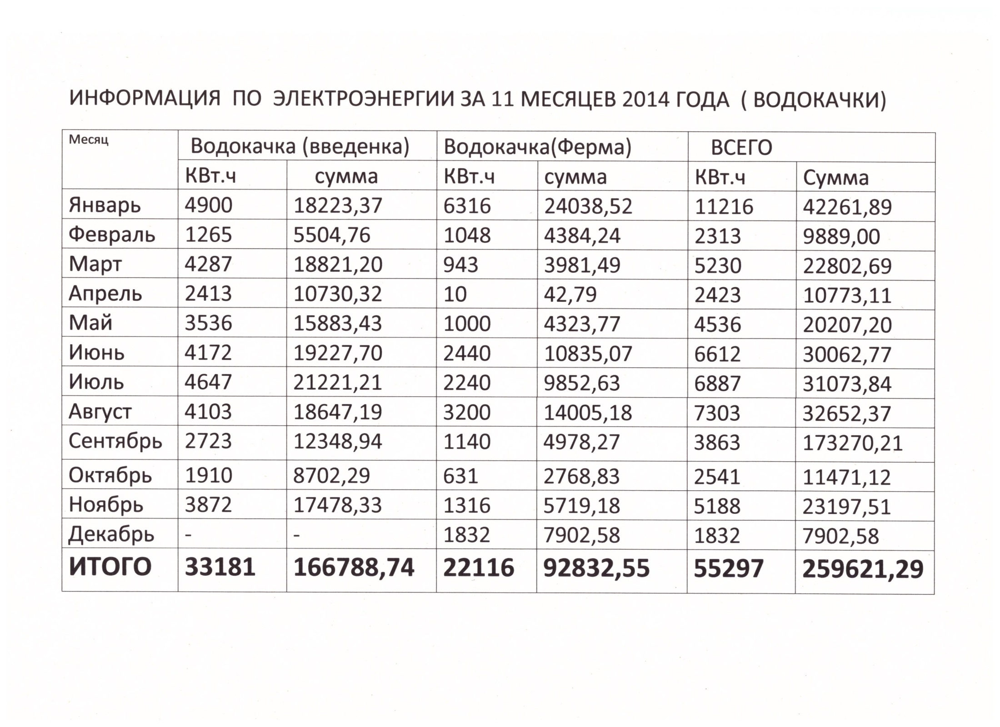 ИНФОРМАЦИЯ ПО ЭЛЕКТРОЭНЕРГИИ ЗА 11 МЕСЯЦЕВ 2014 ГОДА ( ВОДОКАЧКИ)
Месяц Водокачка (введенка) Водокачка(Ферма) ВСЕГО
КВт.ч сумма КВт.ч сумма КВт.ч Сумма
Январь 4900 18223,37 6316 24038,52 11216 42261,89
Февраль 1265 5504,76 1048 4384,24 2313 9889,00
Март 4287 18821,20 943 3981,49 5230 22802,69
Апрель 2413 10730,32 10 42,79 2423 10773,11
Май 3536 15883,43 1000 4323,77 4536 20207,20
Июнь 4172 19227,70 2440 10835,07 6612 30062,77
Июль 4647 21221,21 2240 9852,63 6887 31073,84
Август 4103 18647,19 3200 14005,18 7303 32652,37
Сентябрь 2723 12348,94 1140 4978,27 3863 173270,21
Октябрь 1910 8702,29 631 2768,83 2541 11471,12
Ноябрь 3872 17478,33 1316 5719,18 5188 23197,51
Декабрь - - 1832 7902,58 1832 7902,58
ИТОГО 33181 166788,74 22116 92832,55 55297 259621,29